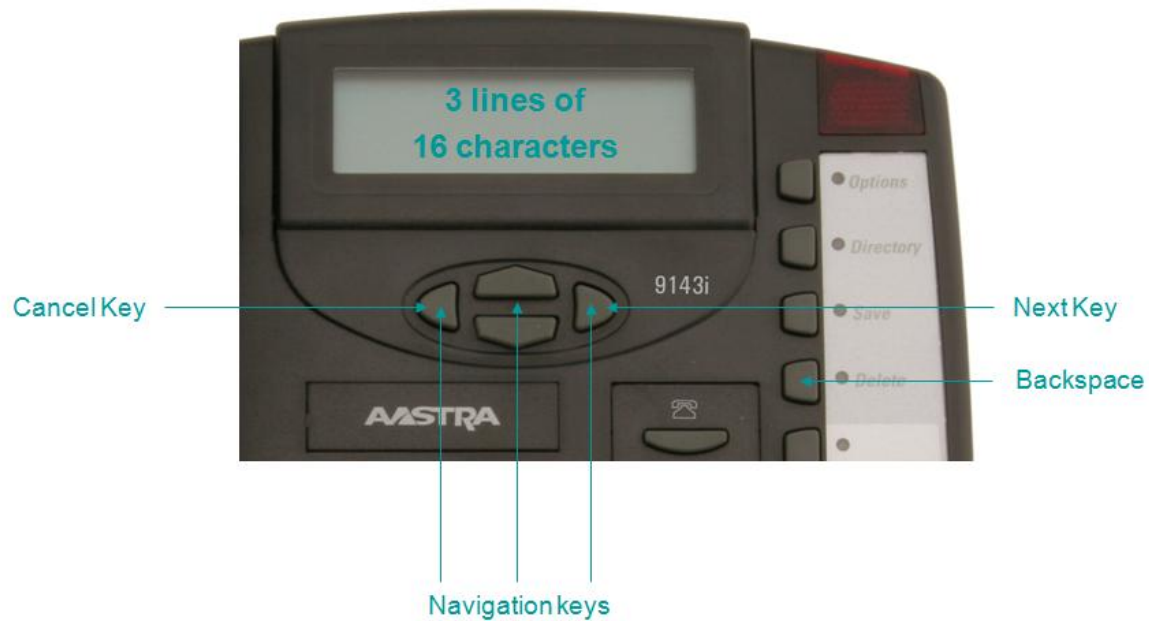 3 lines of
16 characters
Options
Directory
9143i
Cancel Key
Save
Next Key
Delete
Backspace
AASTRA
Navigation keys